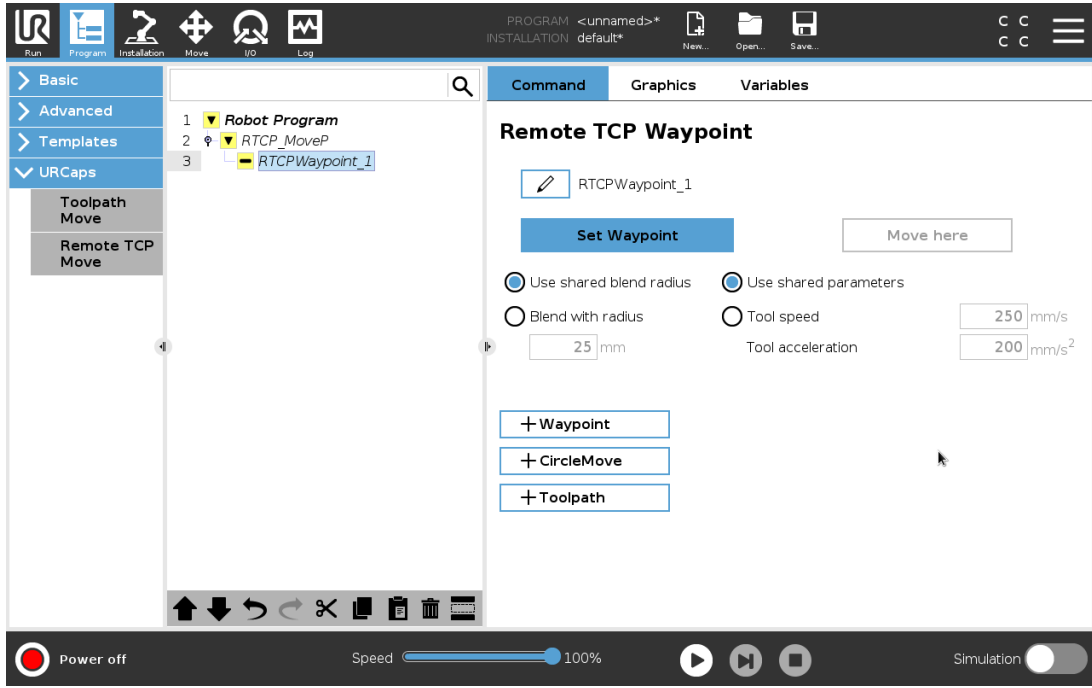 UR
Run
Program
Installation
Move
I/O
Log
PROGRAM <unnamed>*
INSTALLATION default*
New...
Open...
Save...
C C
C C
Basic
Advanced
Templates
URCaps
Toolpath
Move
Remote TCP
Move
1 Robot Program
2 RTCP_MoveP
3 RTCPWaypoint_1
Command Graphics Variables
Remote TCP Waypoint
RTCPWaypoint_1
Set Waypoint Move here
Use shared blend radius Use shared parameters
Blend with radius Tool speed 250 mm/s
25 mm Tool acceleration 200 mm/s²
+ Waypoint
+ CircleMove
+ Toolpath
Power off Speed 100% Simulation